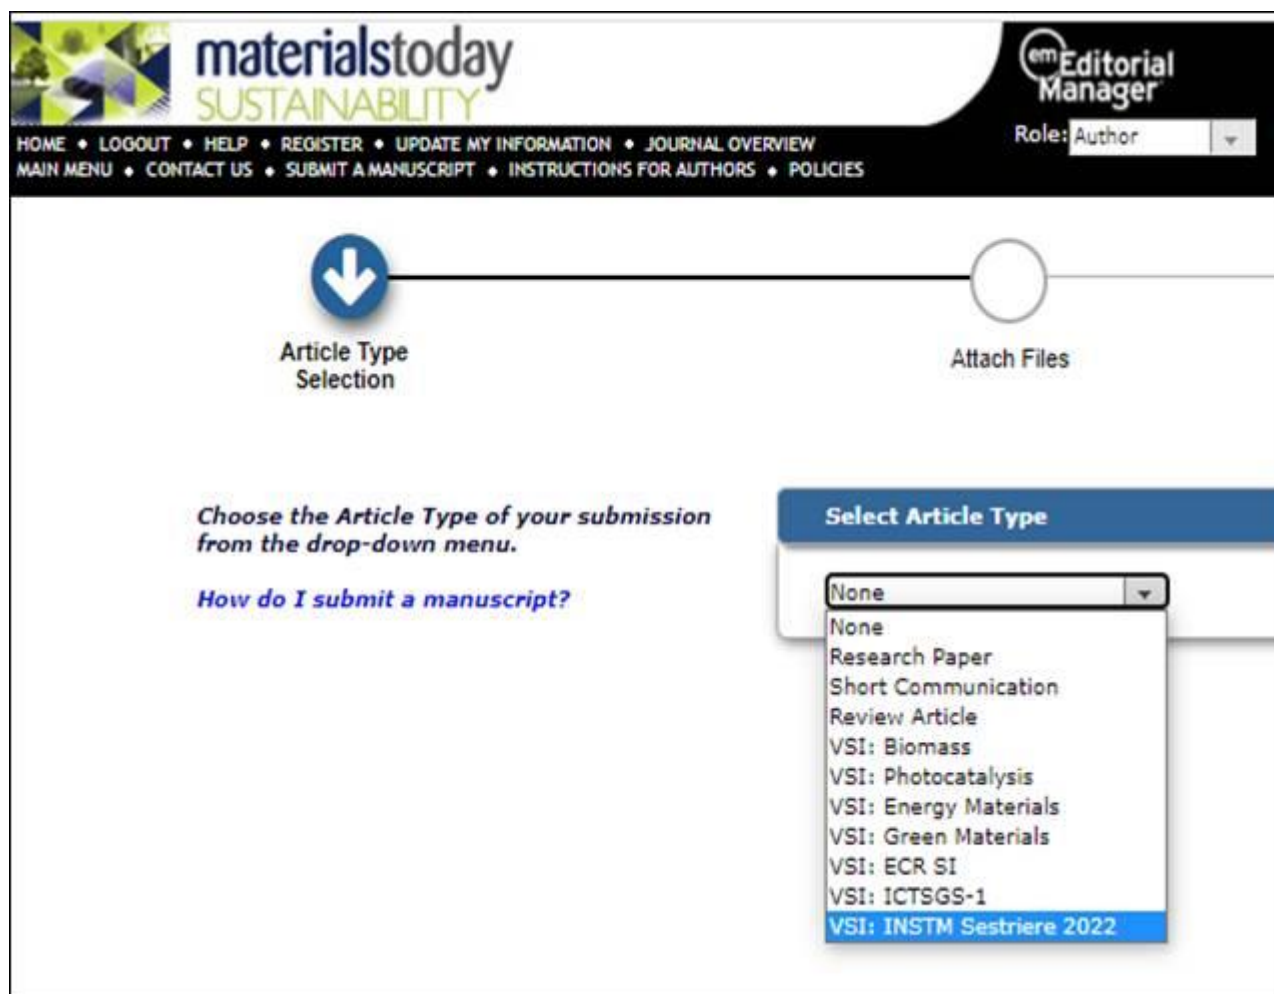 materialstoday
SUSTAINABILITY
em Editorial
Manager
Role: Author
HOME • LOGOUT • HELP • REGISTER • UPDATE MY INFORMATION • JOURNAL OVERVIEW
MAIN MENU • CONTACT US • SUBMIT A MANUSCRIPT • INSTRUCTIONS FOR AUTHORS • POLICIES
Article Type
Selection
Attach Files
Choose the Article Type of your submission
from the drop-down menu.
How do I submit a manuscript?
Select Article Type
None
None
Research Paper
Short Communication
Review Article
VSI: Biomass
VSI: Photocatalysis
VSI: Energy Materials
VSI: Green Materials
VSI: ECR SI
VSI: ICTSGS-1
VSI: INSTM Sestriere 2022